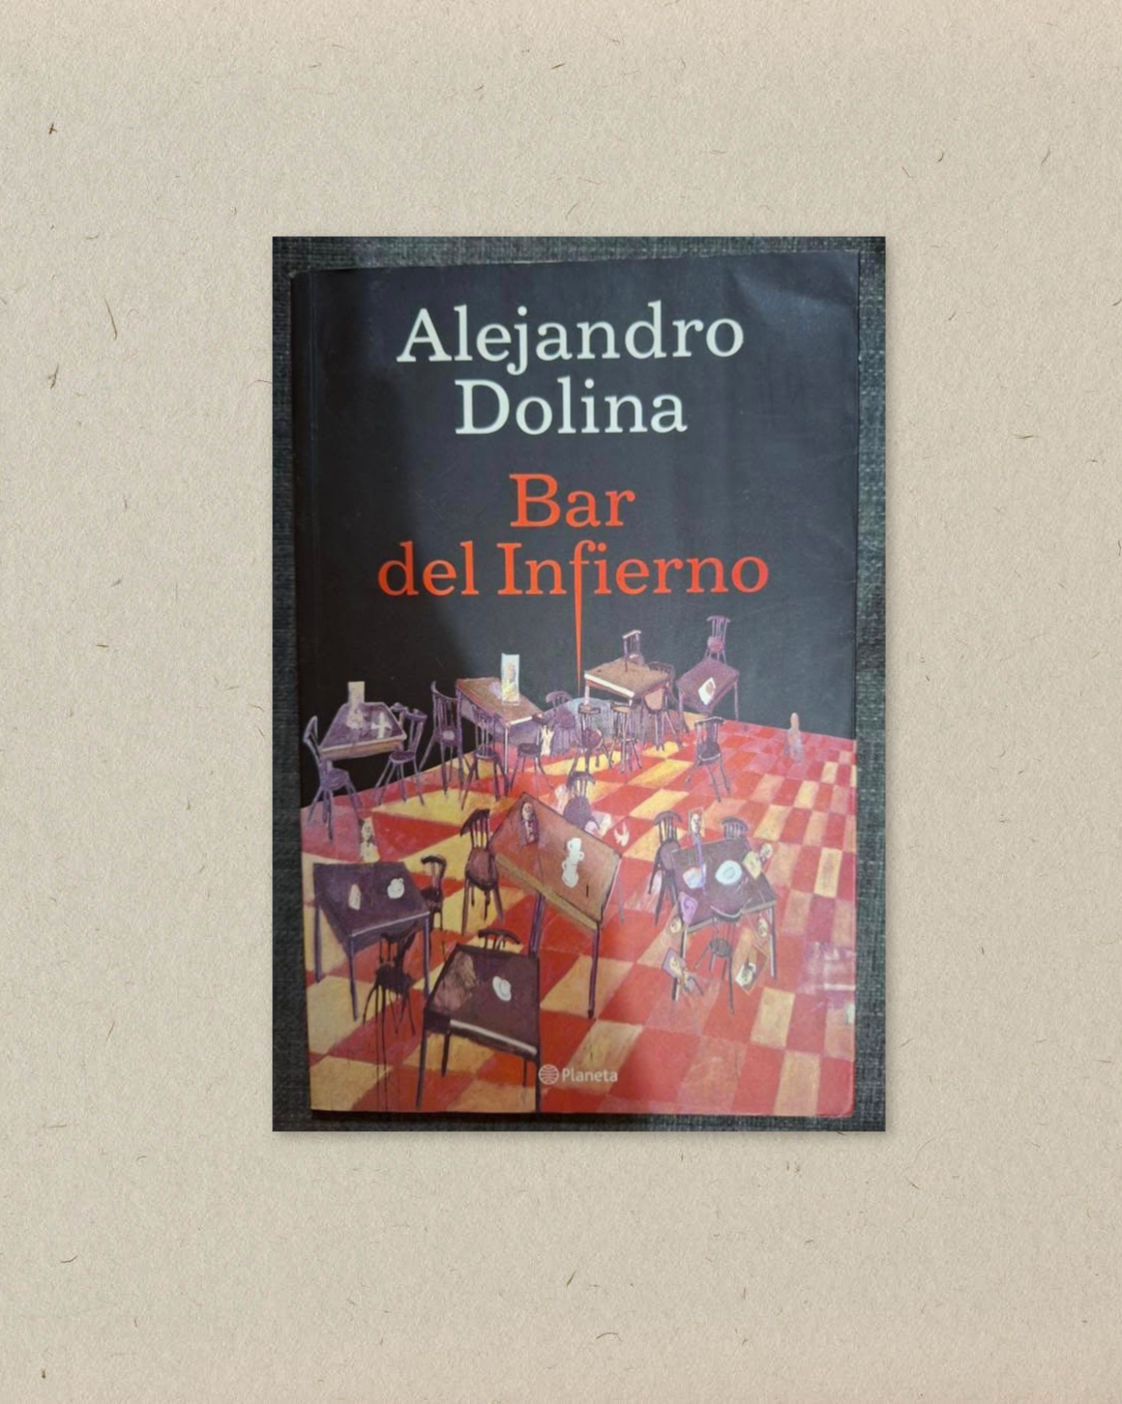 Alejandro
Dolina
Bar
del Infierno
Planeta